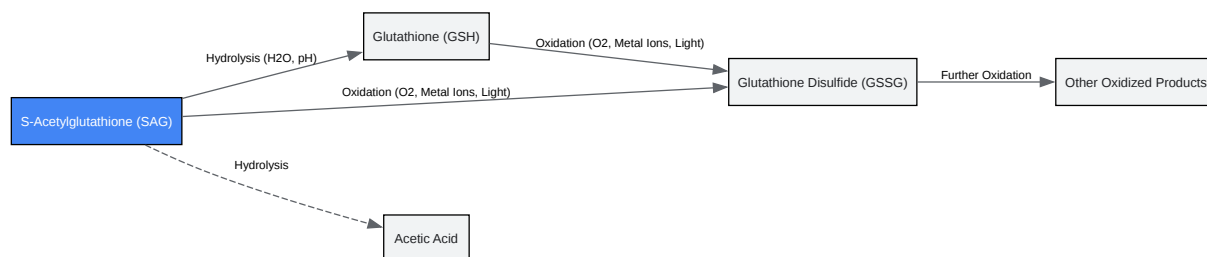 Glutathione (GSH)
Oxidation (O2, Metal Ions, Light)
Hydrolysis (H2O, pH)
Glutathione Disulfide (GSSG)
Further Oxidation
Other Oxidized Products
Oxidation (O2, Metal Ions, Light)
S-Acetylglutathione (SAG)
Hydrolysis
Acetic Acid